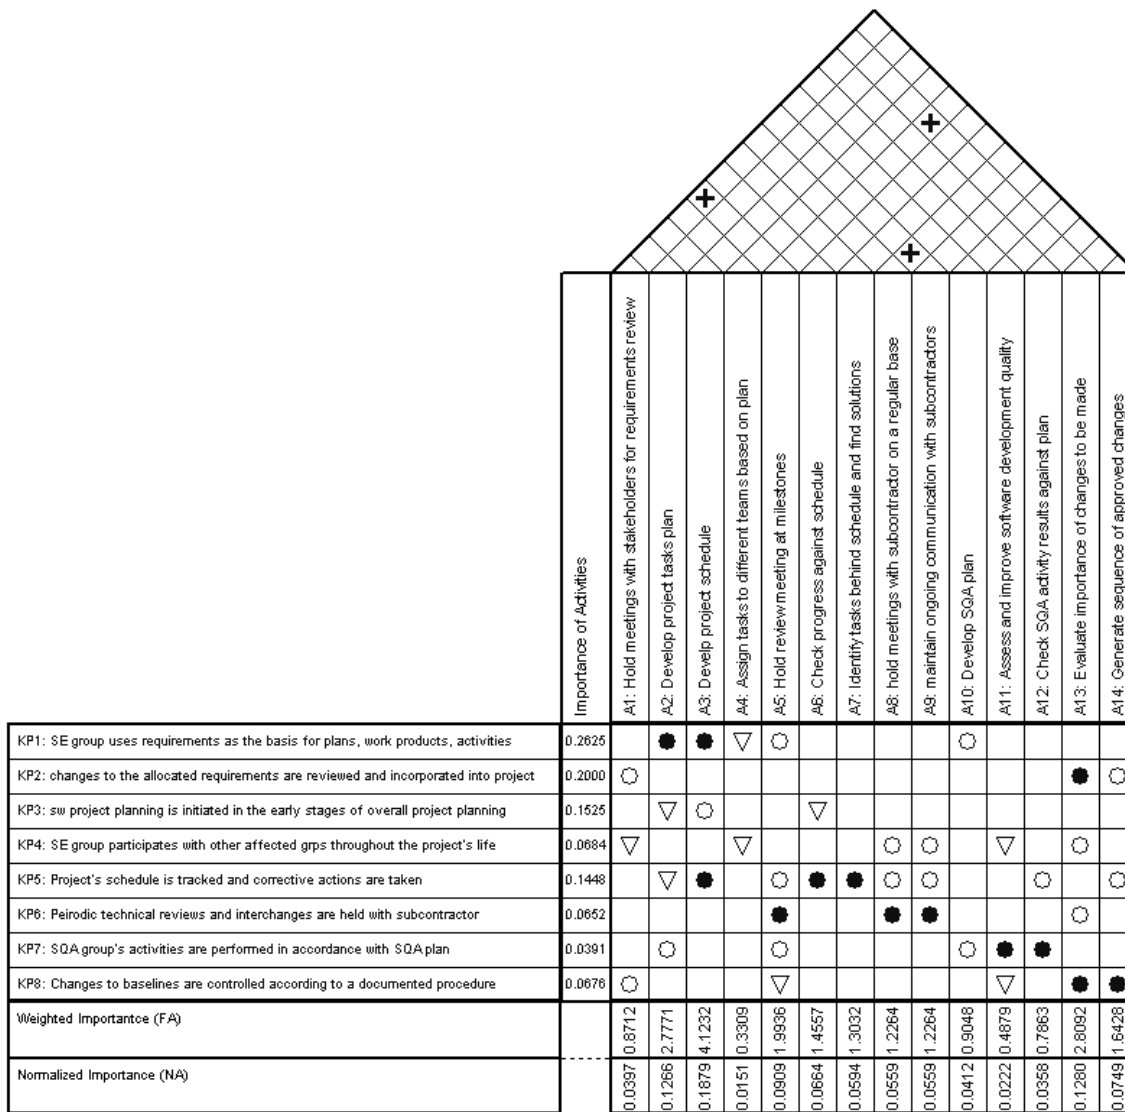 Importance of Activities
A1: Hold meetings with stakeholders for requirements review
A2: Develop project tasks plan
A3: Develp project schedule
A4: Assign tasks to different teams based on plan
A5: Hold review meeting at milestones
A6: Check progress against schedule
A7: Identify tasks behind schedule and find solutions
A8: hold meetings with subcontractor on a regular base
A9: maintain ongoing communication with subcontractors
A10: Develop SQA plan
A11: Assess and improve software development quality
A12: Check SQA activity results against plan
A13: Evaluate importance of changes to be made
A14: Generate sequence of approved changes
KP1: SE group uses requirements as the basis for plans, work products, activities 0.2625
KP2: changes to the allocated requirements are reviewed and incorporated into project 0.2000
KP3: sw project planning is initiated in the early stages of overall project planning 0.1525
KP4: SE group participates with other affected grps throughout the project's life 0.0684
KP5: Project's schedule is tracked and corrective actions are taken 0.1448
KP6: Peirodic technical reviews and interchanges are held with subcontractor 0.0652
KP7: SQA group's activities are performed in accordance with SQA plan 0.0391
KP8: Changes to baselines are controlled according to a documented procedure 0.0676
Weighted Importantce (FA) 0.8712 2.7771 4.1232 0.3309 1.9936 1.4557 1.3032 1.2264 1.2264 0.9048 0.4879 0.7863 2.8092 1.6428
Normalized Importance (NA) 0.0397 0.1266 0.1879 0.0151 0.0909 0.0664 0.0594 0.0559 0.0559 0.0412 0.0222 0.0358 0.1280 0.0749